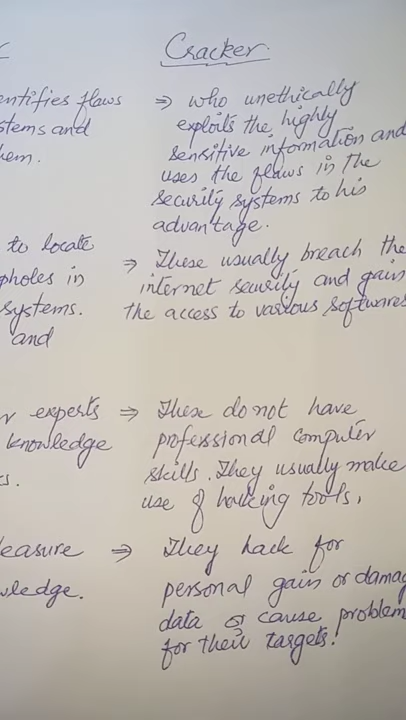 Cracker.
entifies flaws
stems and
hem.
⇒ who unethically
exploits the highly
sensitive information and
uses the flaws in the
security systems to his
advantage.
to locate
pholes in
systems.
and
⇒ These usually breach the
internet security and gain
the access to various softwares
r experts
knowledge
s.
⇒ These do not have
professional computer
skills. They usually make
use of hacking tools.
easure
wledge.
⇒ They hack for
personal gain or damag
data or cause problem
for their targets.